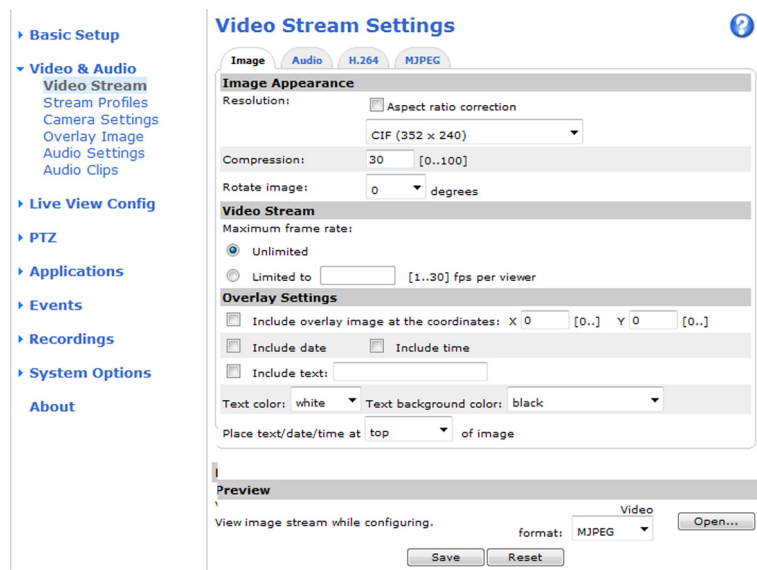 Basic Setup
Video & Audio
Video Stream
Stream Profiles
Camera Settings
Overlay Image
Audio Settings
Audio Clips
Live View Config
PTZ
Applications
Events
Recordings
System Options
About
Video Stream Settings
?
Image Audio H.264 MJPEG
Image Appearance
Resolution:
Aspect ratio correction
CIF (352 x 240)
Compression: 30 [0..100]
Rotate image: 0 degrees
Video Stream
Maximum frame rate:
Unlimited
Limited to [1..30] fps per viewer
Overlay Settings
Include overlay image at the coordinates: X 0 [0..] Y 0 [0..]
Include date Include time
Include text:
Text color: white Text background color: black
Place text/date/time at top of image
Preview
View image stream while configuring.
Video
format: MJPEG Open...
Save Reset